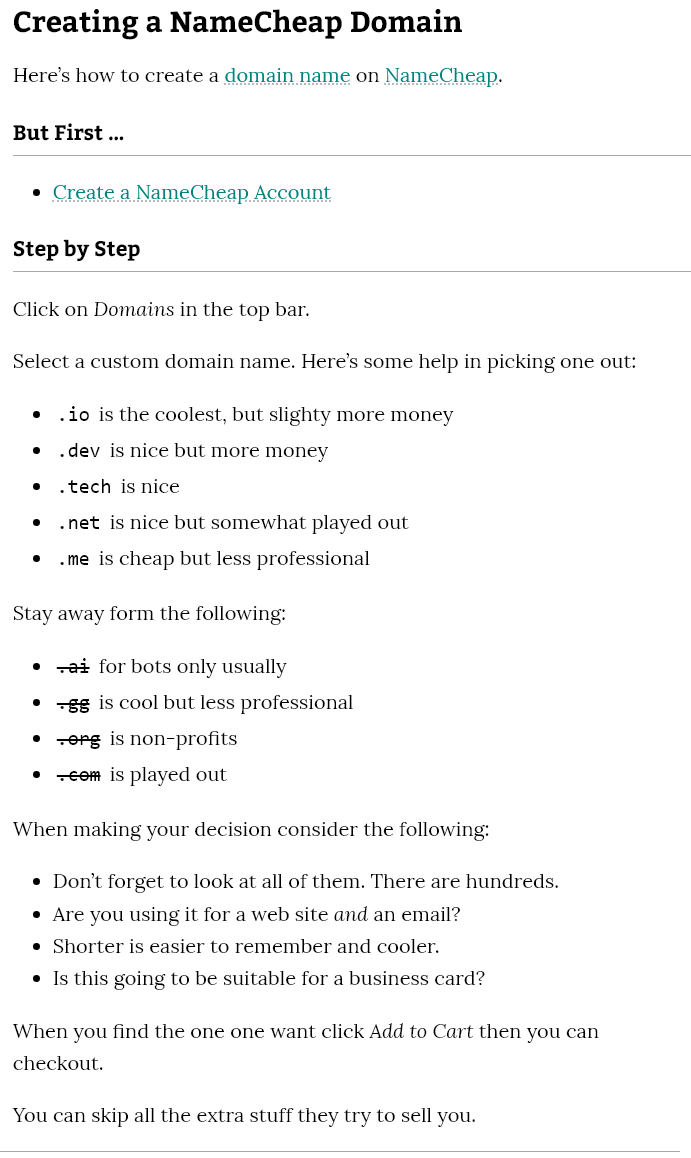 Creating a NameCheap Domain
Here’s how to create a domain name on NameCheap.
But First …
Create a NameCheap Account
Step by Step
Click on Domains in the top bar.
Select a custom domain name. Here’s some help in picking one out:
.io is the coolest, but slighty more money
.dev is nice but more money
.tech is nice
.net is nice but somewhat played out
.me is cheap but less professional
Stay away form the following:
.ai for bots only usually
.gg is cool but less professional
.org is non-profits
.com is played out
When making your decision consider the following:
Don’t forget to look at all of them. There are hundreds.
Are you using it for a web site and an email?
Shorter is easier to remember and cooler.
Is this going to be suitable for a business card?
When you find the one one want click Add to Cart then you can
checkout.
You can skip all the extra stuff they try to sell you.